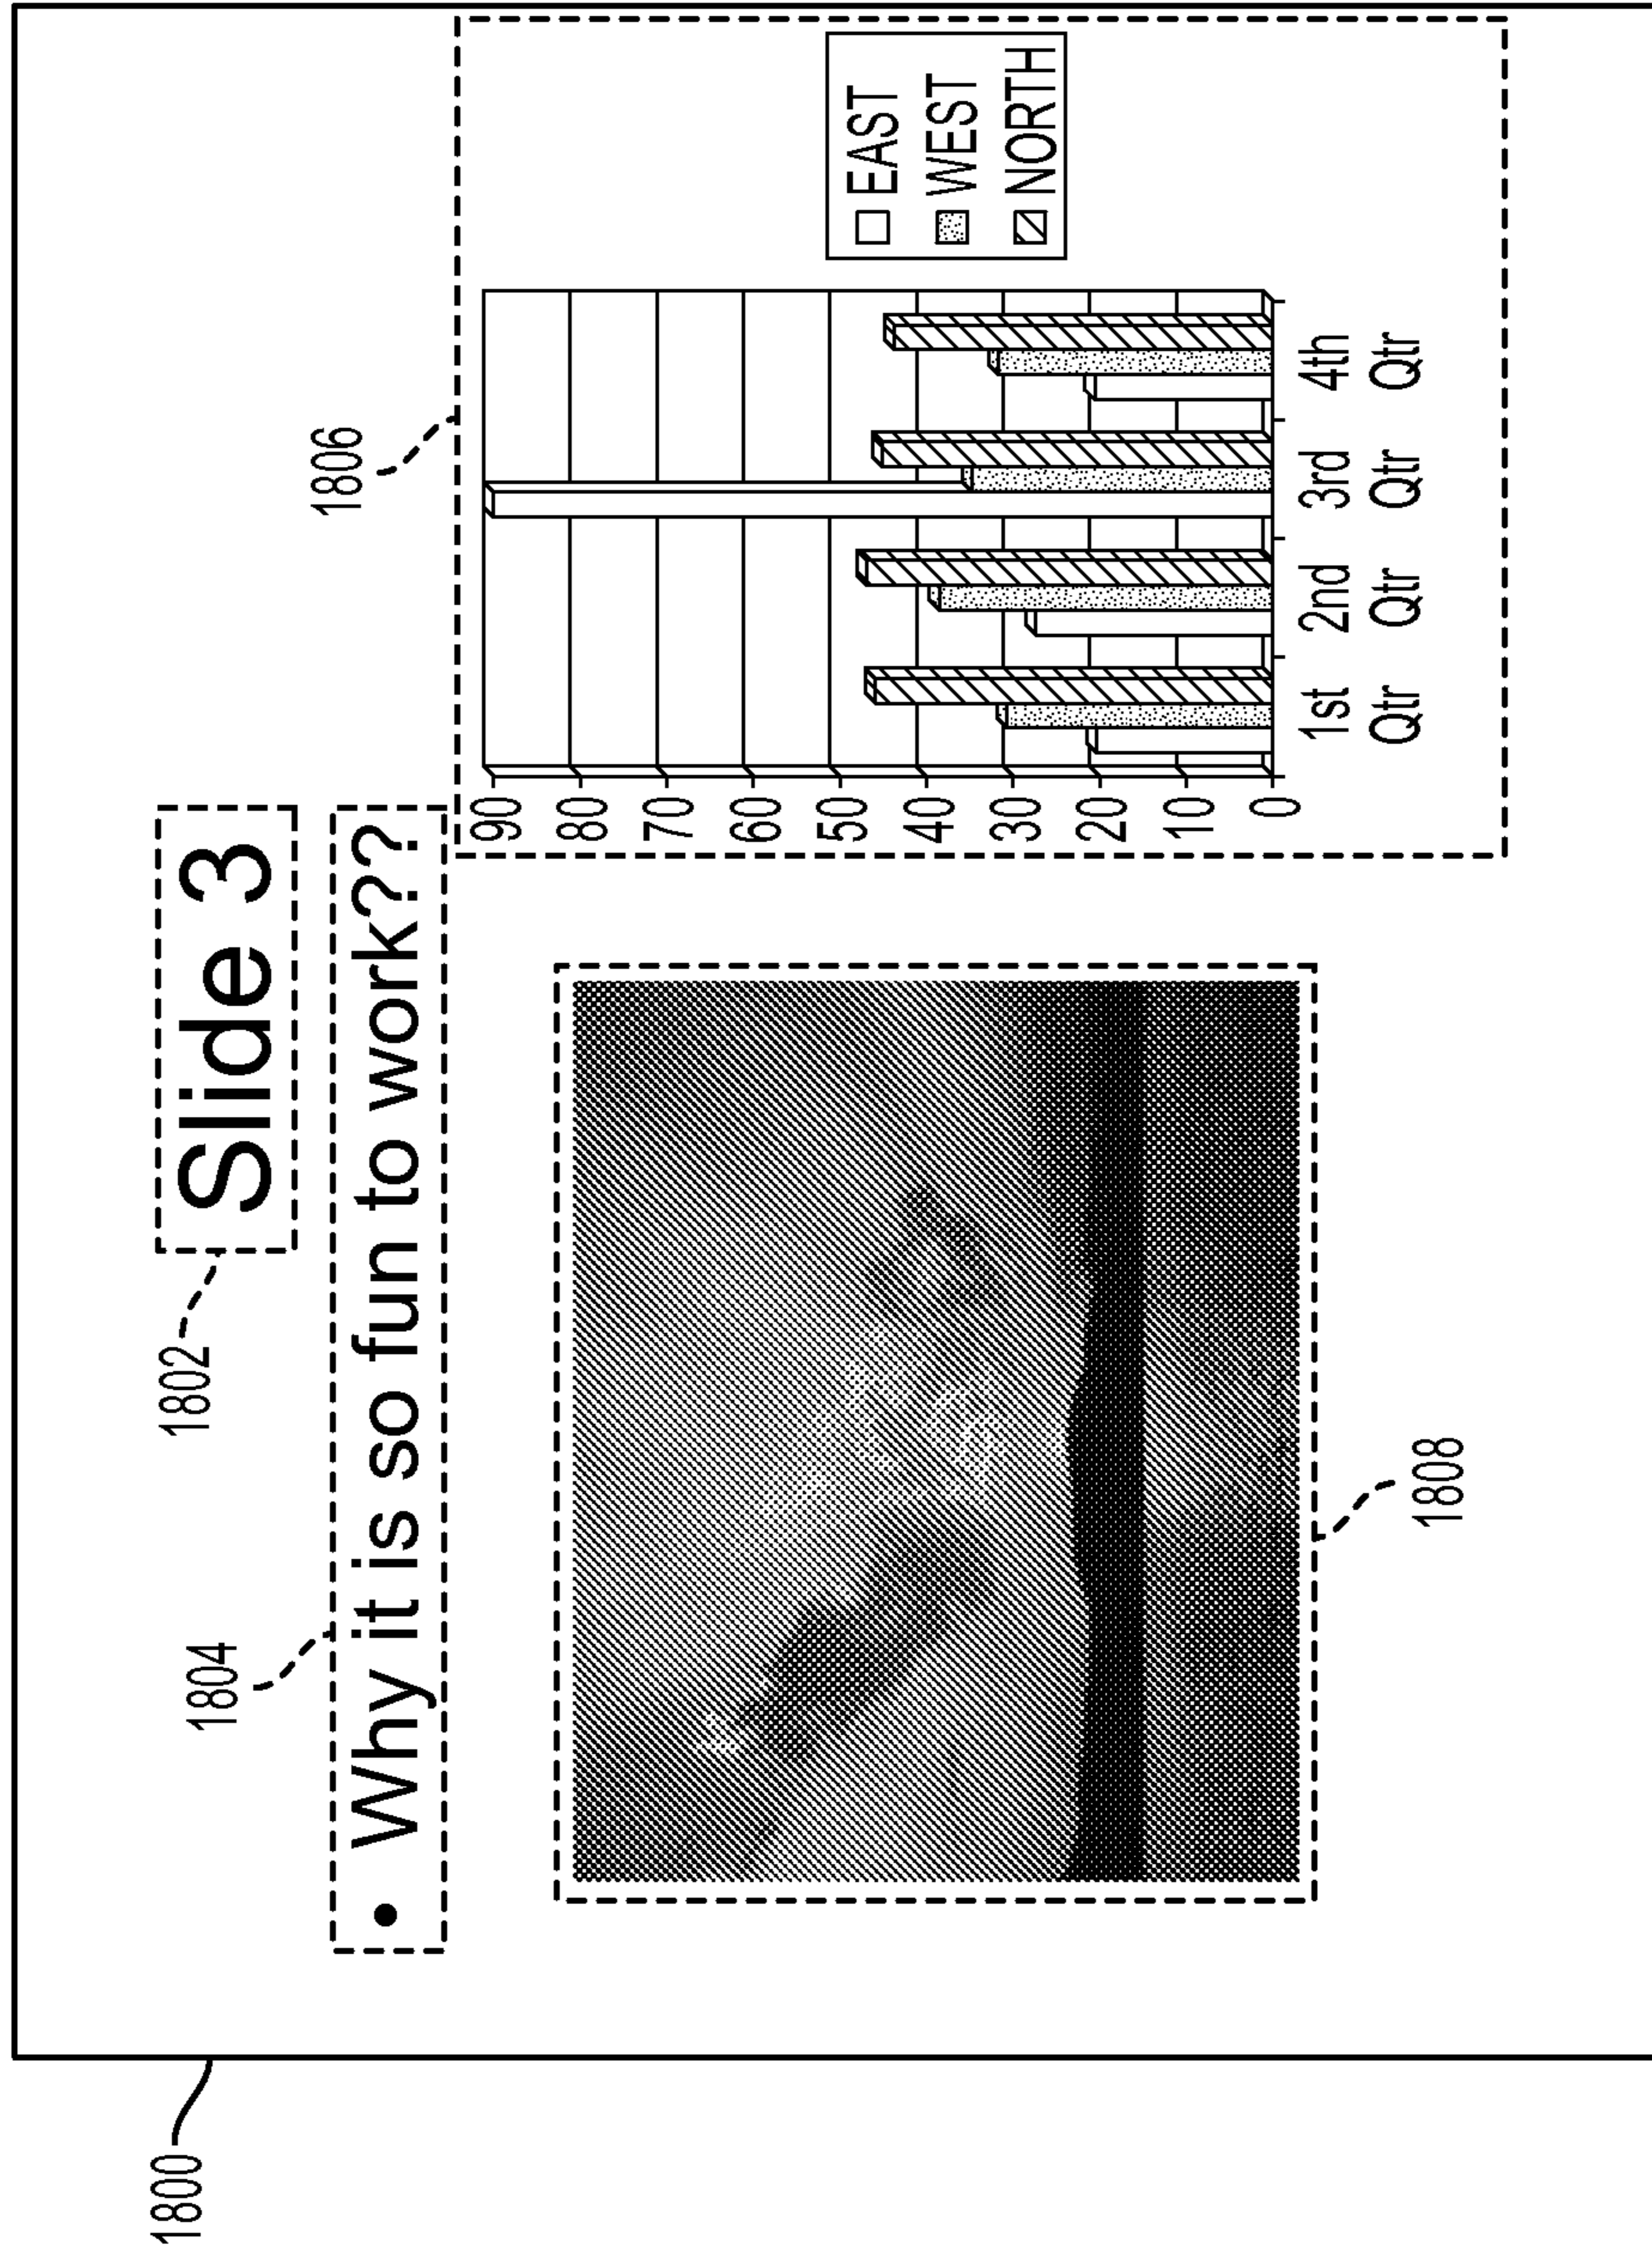 1800
1802
Slide 3
1804
• Why it is so fun to work??
1806
90
80
70
60
50
40
30
20
10
0
1st Qtr
2nd Qtr
3rd Qtr
4th Qtr
EAST
WEST
NORTH
1808